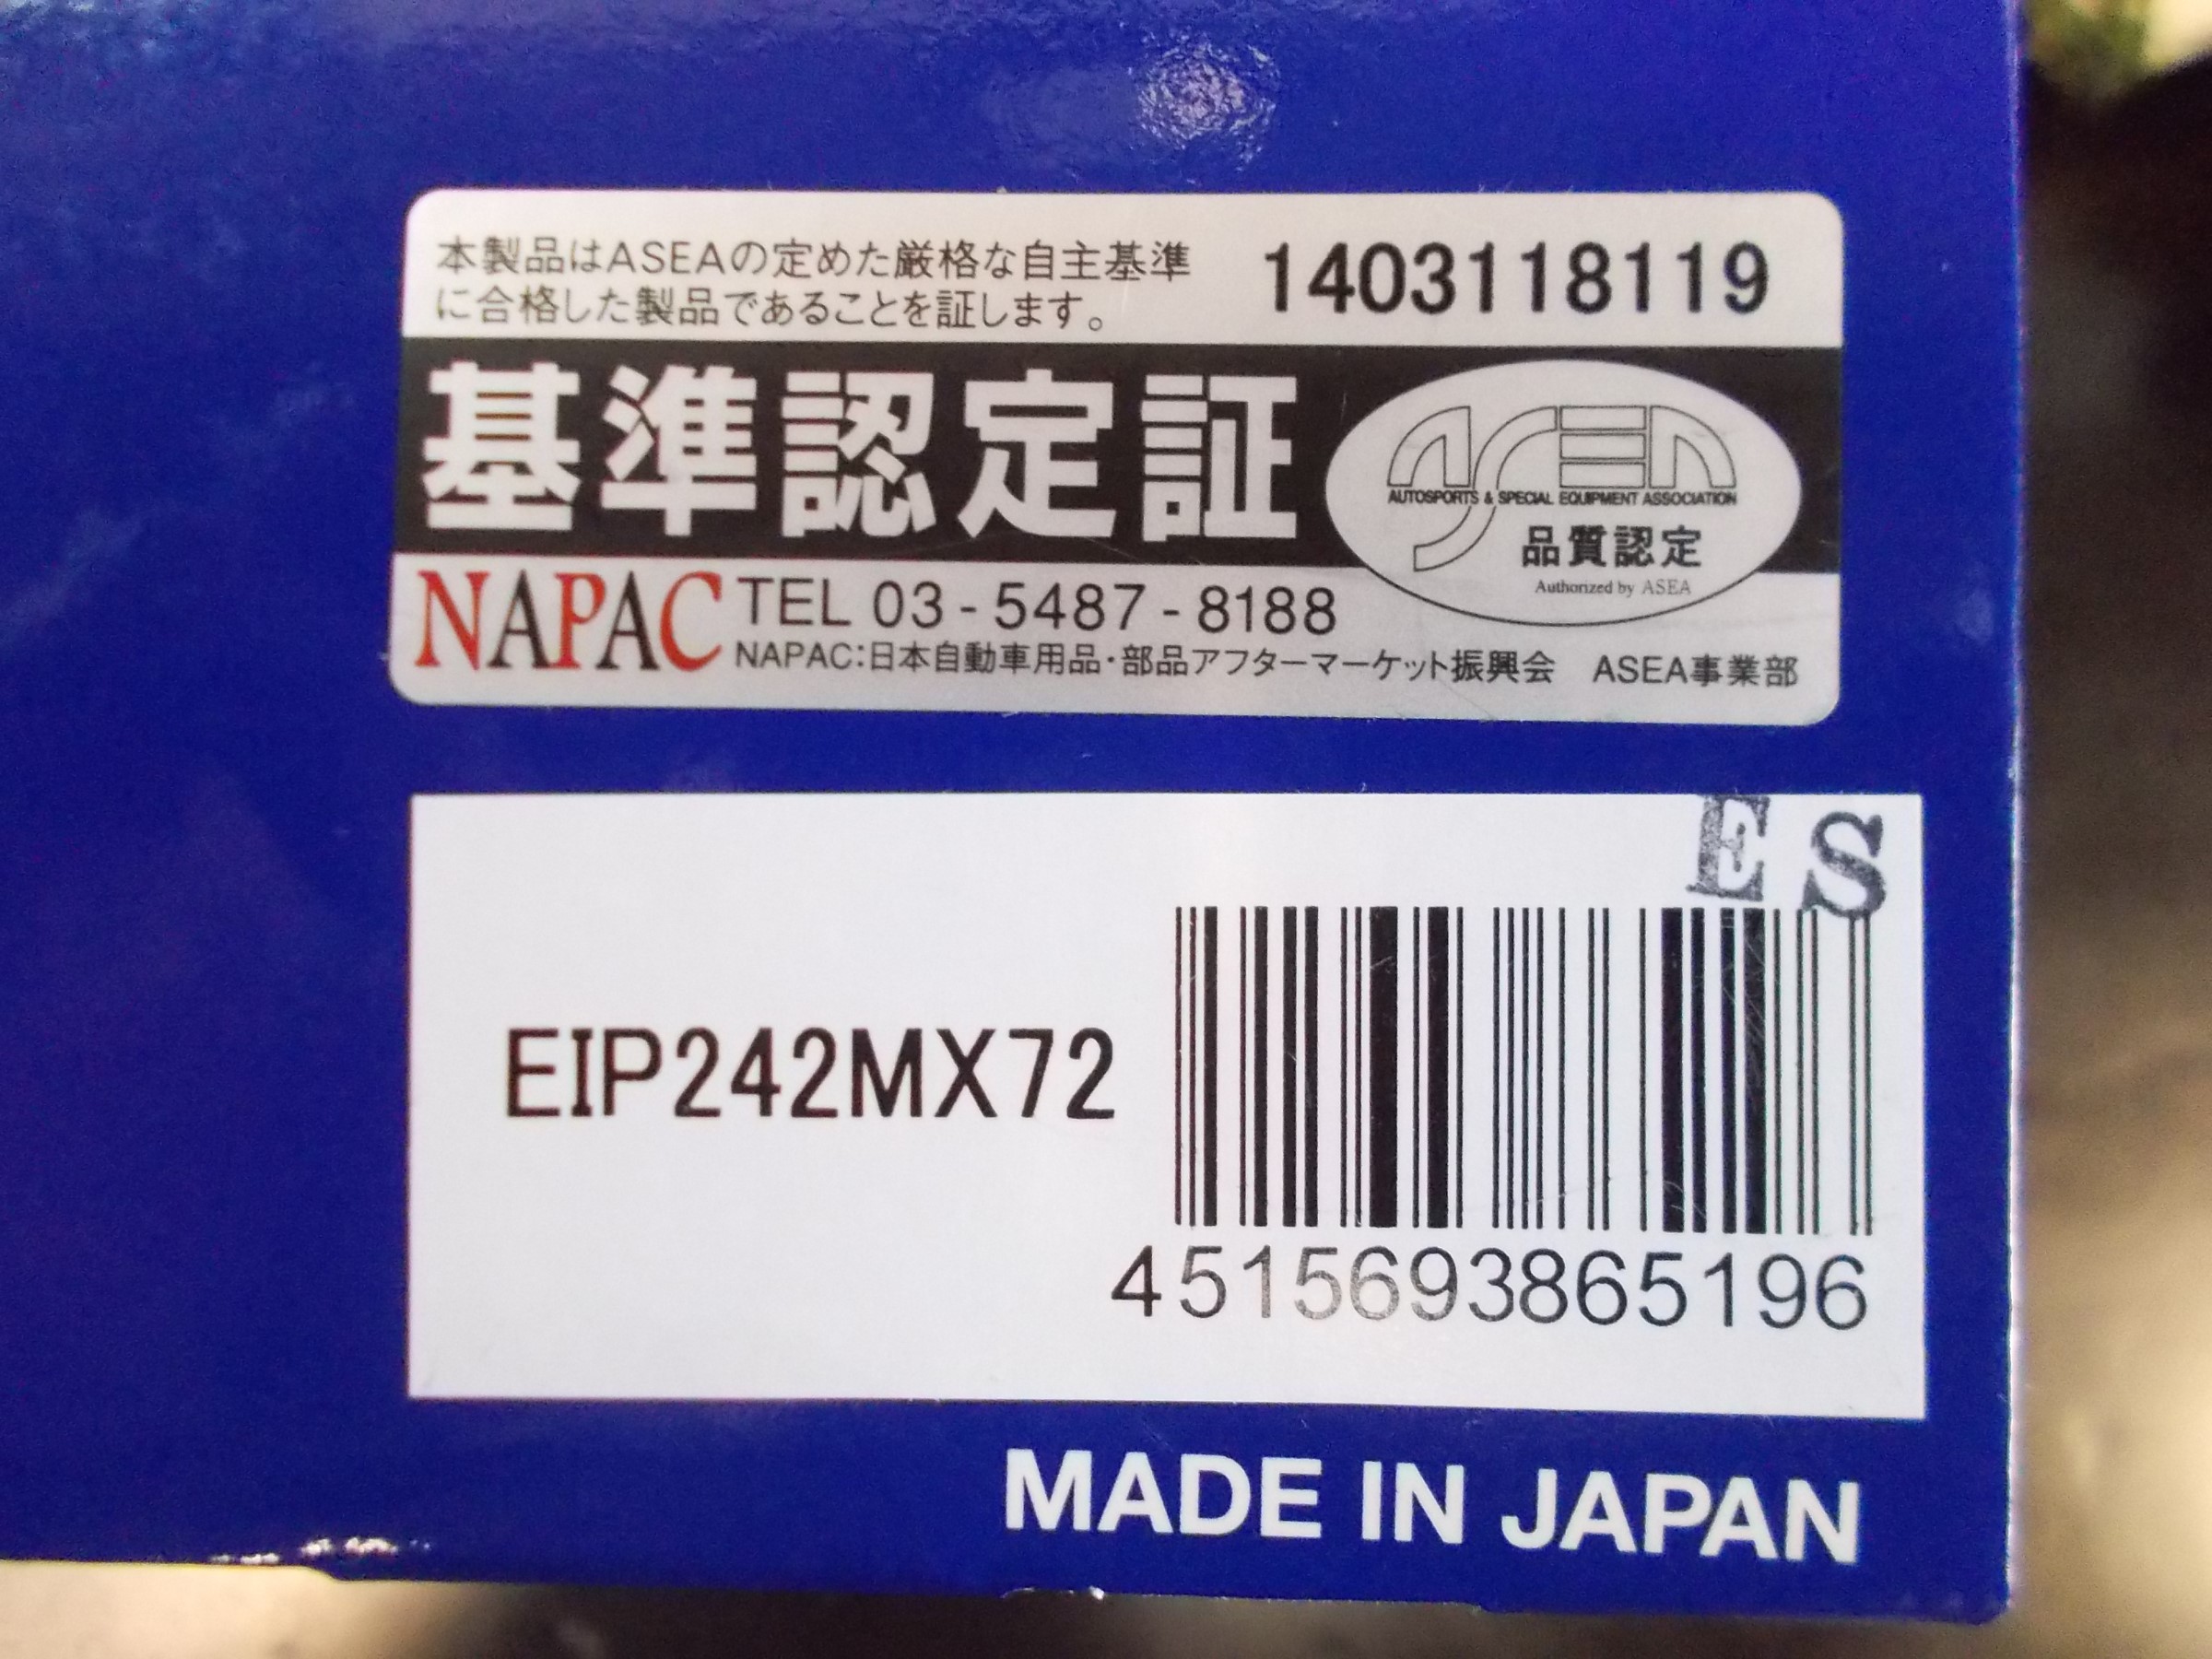 本製品はASEAの定めた厳格な自主基準
に合格した製品であることを証します。
1403118119
基準認定証
ASEA
AUTOSPORTS & SPECIAL EQUIPMENT ASSOCIATION
品質認定
Authorized by ASEA
NAPAC TEL 03-5487-8188
NAPAC:日本自動車用品・部品アフターマーケット振興会 ASEA事業部
ES
EIP242MX72
4515693865196
MADE IN JAPAN